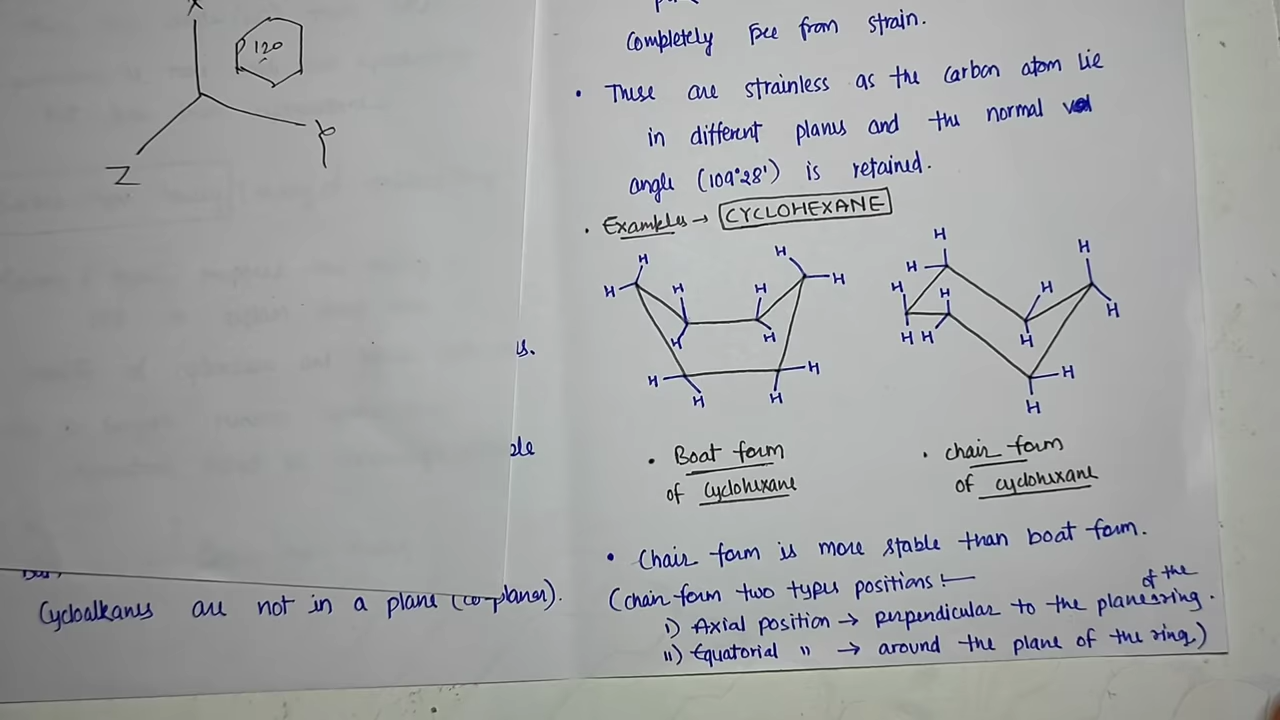 X
120
Z
y
Completely free from strain.
• These are strainless as the carbon atom lie
in different planes and the normal
angle (109°28') is retained.
• Examples → CYCLOHEXANE
H H H H H H H H H H H H
H H H H H H H H H H H H
s.
• Boat form
of cyclohexane
• chair form
of cyclohexane
• Chair form is more stable than boat form.
(chair form two types positions :—
i) Axial position → perpendicular to the plane of the ring.
ii) Equatorial " → around the plane of the ring)
Cycloalkanes are not in a plane (co-planer).